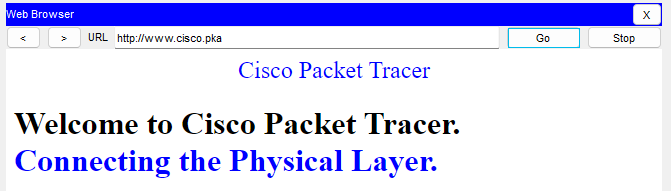 Web Browser X
< > URL http://www.cisco.pka Go Stop
Cisco Packet Tracer
Welcome to Cisco Packet Tracer.
Connecting the Physical Layer.